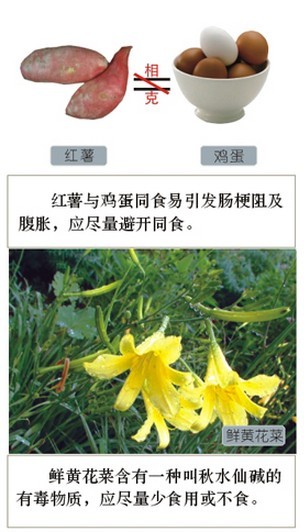 相
克
红薯
鸡蛋
红薯与鸡蛋同食易引发肠梗阻及
腹胀，应尽量避开同食。
鲜黄花菜
鲜黄花菜含有一种叫秋水仙碱的
有毒物质，应尽量少食用或不食。